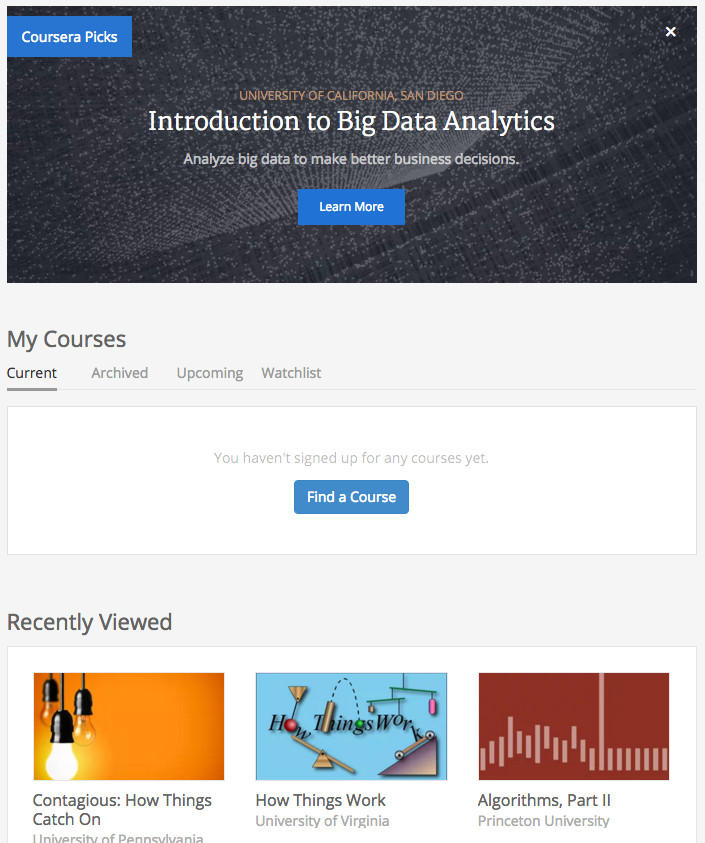 Coursera Picks
×
UNIVERSITY OF CALIFORNIA, SAN DIEGO
Introduction to Big Data Analytics
Analyze big data to make better business decisions.
Learn More
My Courses
Current Archived Upcoming Watchlist
You haven't signed up for any courses yet.
Find a Course
Recently Viewed
How Things Work
Contagious: How Things
Catch On
University of Pennsylvania
How Things Work
University of Virginia
Algorithms, Part II
Princeton University